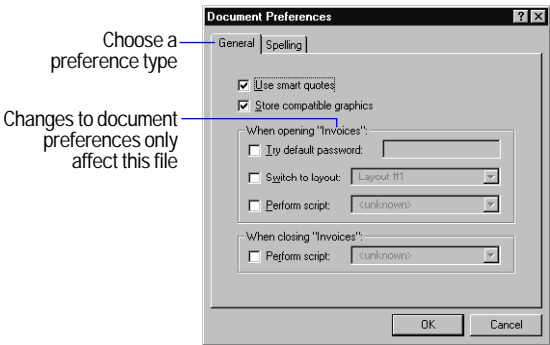 Document Preferences
Choose a
preference type
General Spelling
Use smart quotes
Store compatible graphics
Changes to document
preferences only
affect this file
When opening "Invoices":
Try default password:
Switch to layout: Layout #1
Perform script: <unknown>
When closing "Invoices":
Perform script: <unknown>
OK Cancel